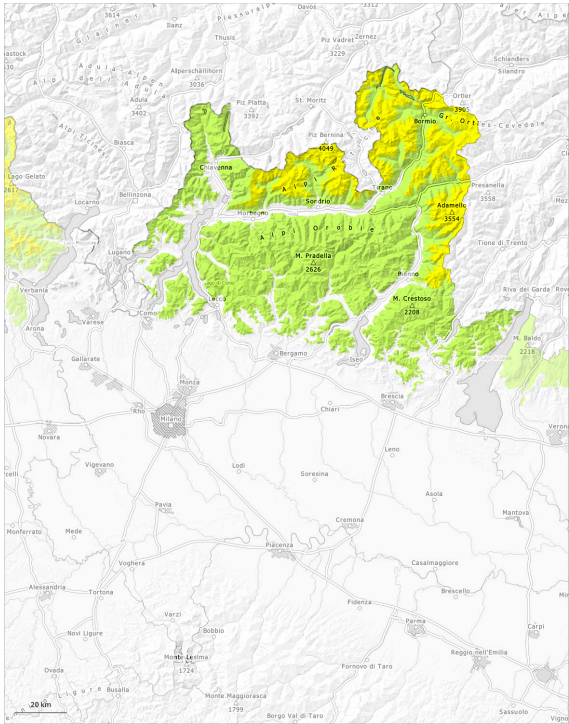 3614
Ilanz
Plessuralpen
Davos
3312
Thusis
Piz Vadret
3229
Zernez
Schlanders
Silandro
Alperschällihorn
3036
Adula
3402
Piz Platta
3392
St. Moritz
Ortler
3905
Bormio
Biasca
Piz Bernina
4049
Chiavenna
Lago Gelato
2617
Locarno
Bellinzona
Tirano
Presanella
3558
Sondrio
Morbegno
Adamello
3554
Alpi Orobie
Lugano
M. Pradella
2626
Tione di Trento
Pienno
Verbania
Lecco
M. Crestoso
2208
Riva del Garda
Arona
Varese
Como
M. Baldo
2218
Gallarate
Bergamo
Iseo
Monza
Rho
Milano
Chiari
Brescia
Novara
Verona
Vigevano
Lodi
Soresina
Leno
Asola
Pavia
Cremona
Mantova
Monferrato
Mede
Piacenza
Voghera
Casalmaggiore
Alessandria
Tortona
Brescello
Fidenza
Varzi
Bobbio
Parma
Carpi
Novi Ligure
Monte Lesima
1724
Reggio nell'Emilia
Ovada
Fornovo di Taro
20 km
Busalla
Monte Maggiorasca
1799
Borgo Val di Taro
Sassuolo